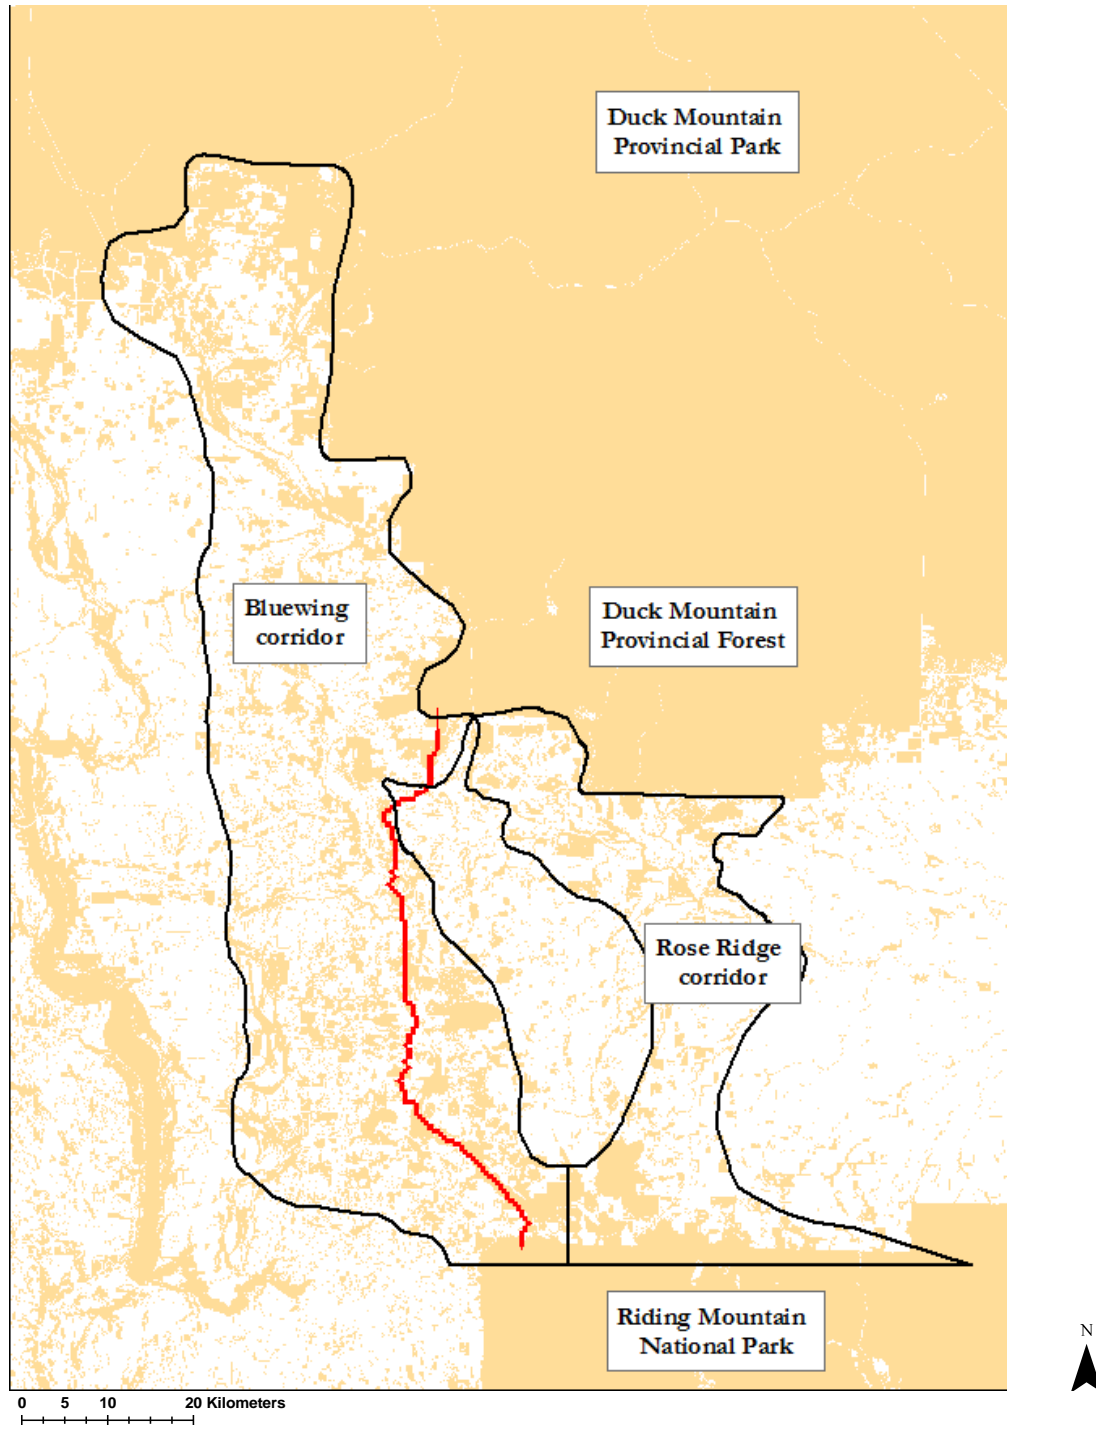 Duck Mountain
Provincial Park
Duck Mountain
Provincial Forest
Bluewing
corridor
Rose Ridge
corridor
Riding Mountain
National Park
N
0 5 10 20 Kilometers